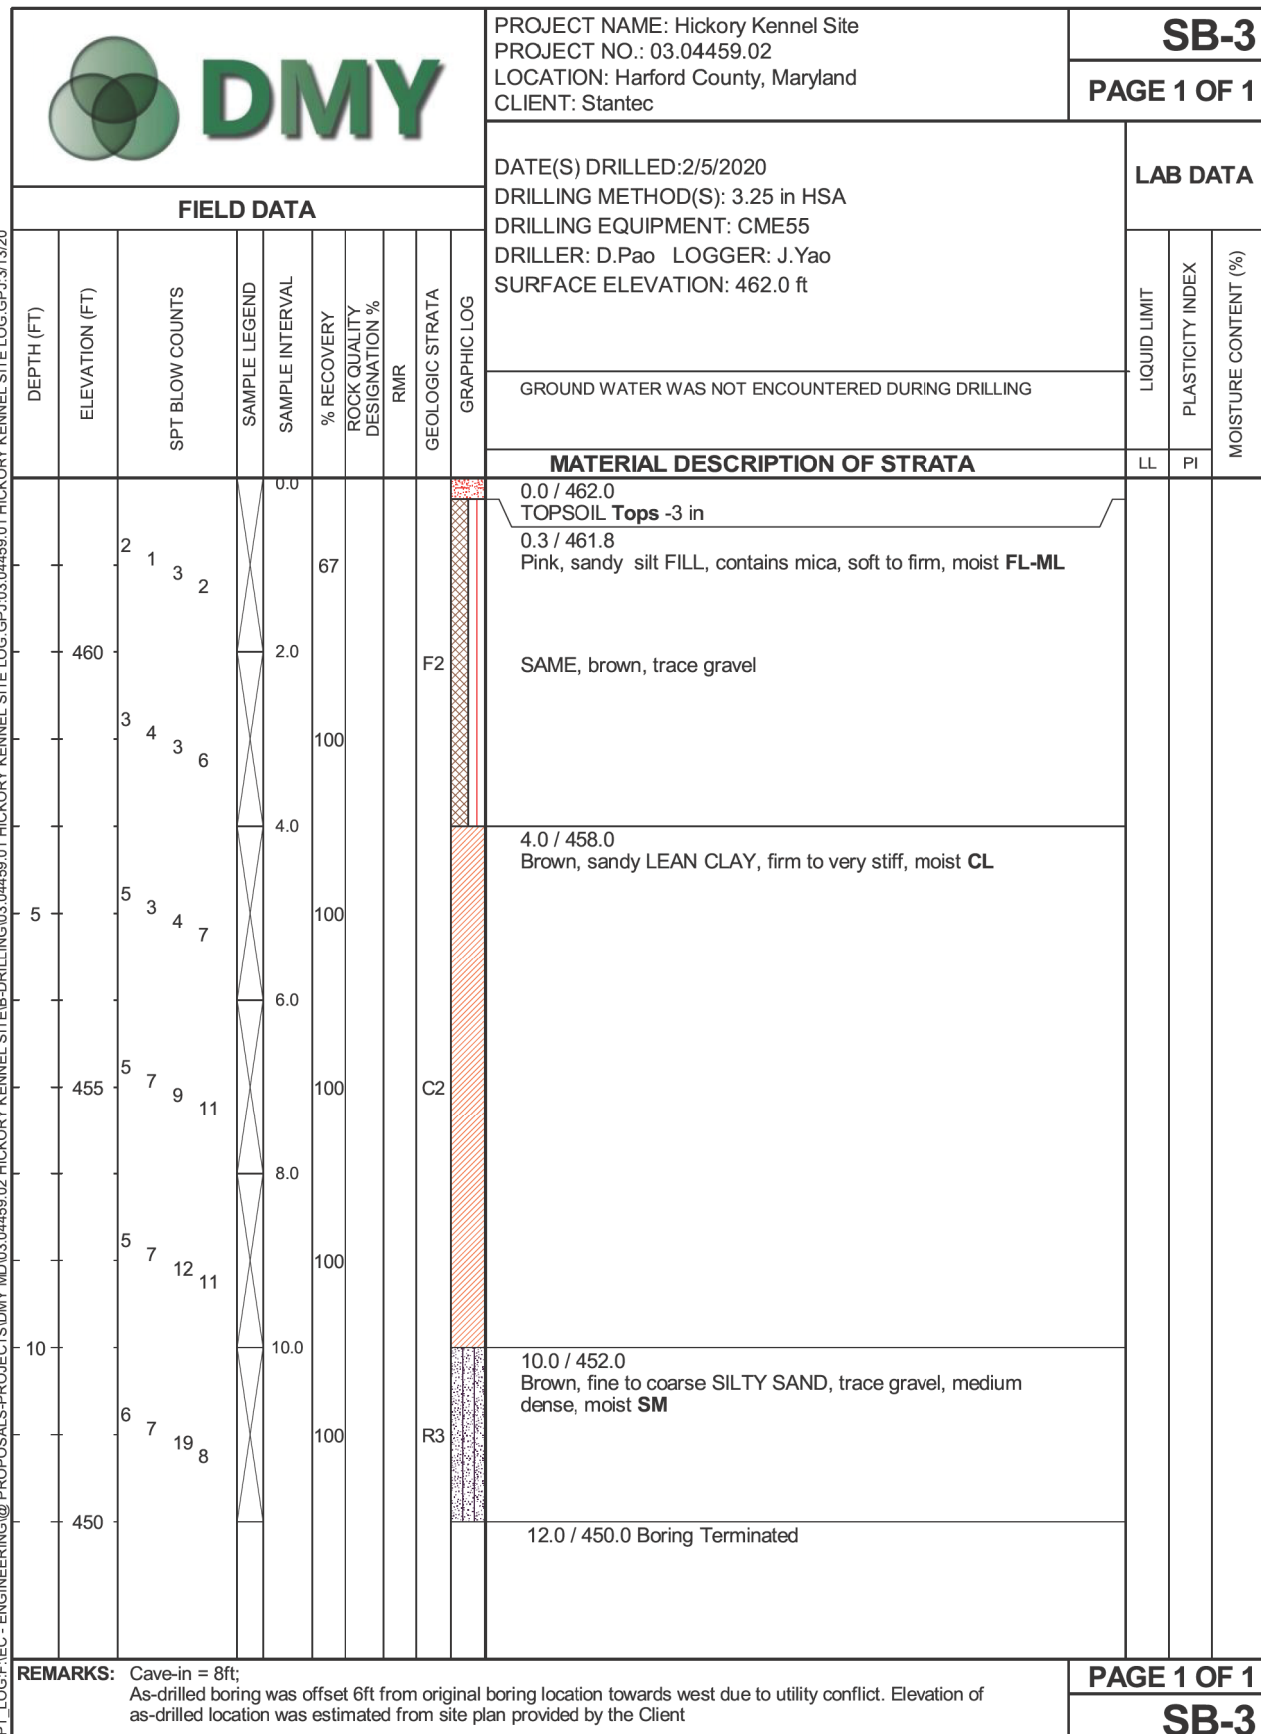 DMY
PROJECT NAME: Hickory Kennel Site
PROJECT NO.: 03.04459.02
LOCATION: Harford County, Maryland
CLIENT: Stantec
SB-3
PAGE 1 OF 1
DATE(S) DRILLED:2/5/2020
DRILLING METHOD(S): 3.25 in HSA
DRILLING EQUIPMENT: CME55
DRILLER: D.Pao LOGGER: J.Yao
SURFACE ELEVATION: 462.0 ft
LAB DATA
FIELD DATA
DEPTH (FT)
ELEVATION (FT)
SPT BLOW COUNTS
SAMPLE LEGEND
SAMPLE INTERVAL
% RECOVERY
ROCK QUALITY
DESIGNATION %
RMR
GEOLOGIC STRATA
GRAPHIC LOG
GROUND WATER WAS NOT ENCOUNTERED DURING DRILLING
MATERIAL DESCRIPTION OF STRATA
LIQUID LIMIT
PLASTICITY INDEX
MOISTURE CONTENT (%)
LL PI
0.0
0.0 / 462.0
TOPSOIL Tops -3 in
0.3 / 461.8
2 1 3 2 67
Pink, sandy silt FILL, contains mica, soft to firm, moist FL-ML
460 2.0 F2
SAME, brown, trace gravel
3 4 3 6 100
4.0
4.0 / 458.0
Brown, sandy LEAN CLAY, firm to very stiff, moist CL
5 5 3 4 7 100
6.0
455 5 7 9 11 100 C2
8.0
5 7 12 11 100
10 10.0
10.0 / 452.0
Brown, fine to coarse SILTY SAND, trace gravel, medium
dense, moist SM
6 7 19 8 100 R3
450
12.0 / 450.0 Boring Terminated
REMARKS: Cave-in = 8ft;
As-drilled boring was offset 6ft from original boring location towards west due to utility conflict. Elevation of
as-drilled location was estimated from site plan provided by the Client
PAGE 1 OF 1
SB-3